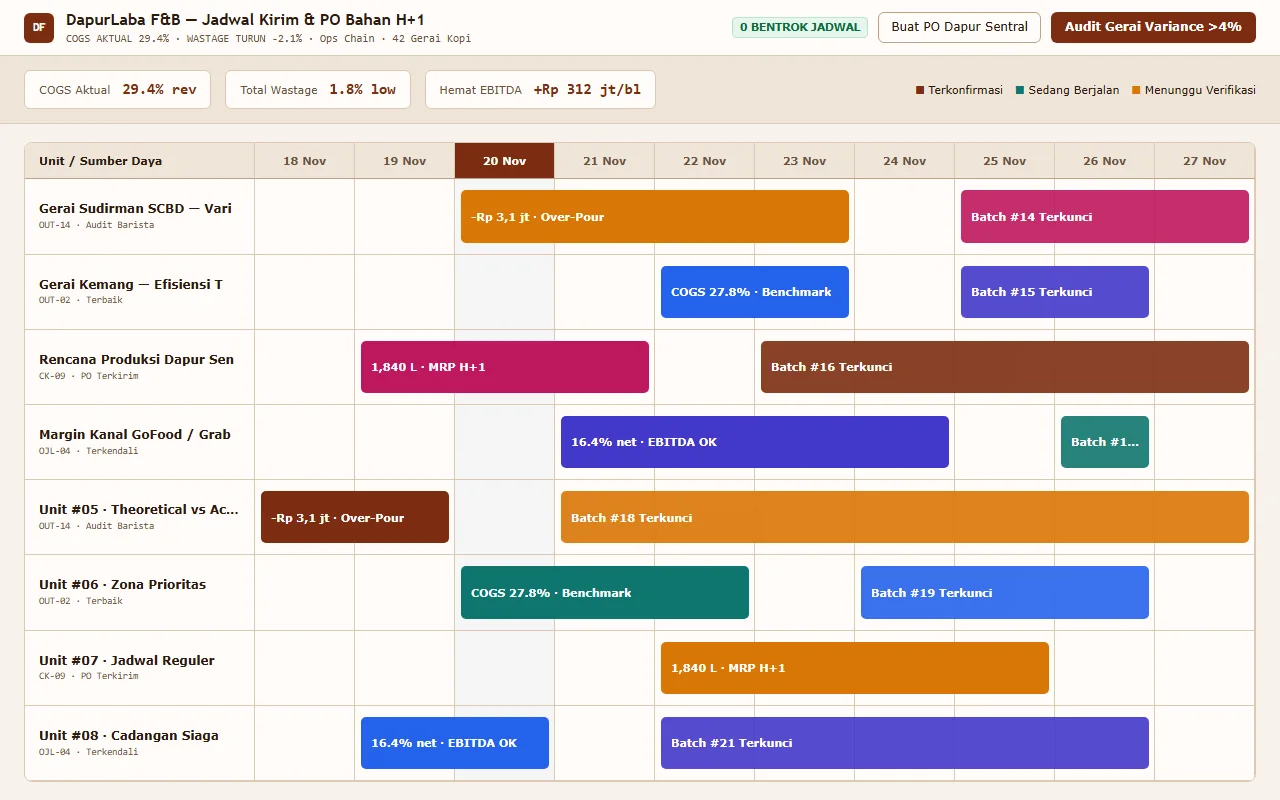 DF
DapurLaba F&B — Jadwal Kirim & PO Bahan H+1
COGS AKTUAL 29.4% · WASTAGE TURUN -2.1% · Ops Chain · 42 Gerai Kopi
0 BENTROK JADWAL
Buat PO Dapur Sentral
Audit Gerai Variance >4%
COGS Aktual 29.4% rev
Total Wastage 1.8% low
Hemat EBITDA +Rp 312 jt/bl
Terkonfirmasi
Sedang Berjalan
Menunggu Verifikasi
Unit / Sumber Daya
18 Nov
19 Nov
20 Nov
21 Nov
22 Nov
23 Nov
24 Nov
25 Nov
26 Nov
27 Nov
Gerai Sudirman SCBD — Vari
OUT-14 · Audit Barista
-Rp 3,1 jt · Over-Pour
Batch #14 Terkunci
Gerai Kemang — Efisiensi T
OUT-02 · Terbaik
COGS 27.8% · Benchmark
Batch #15 Terkunci
Rencana Produksi Dapur Sen
CK-09 · PO Terkirim
1,840 L · MRP H+1
Batch #16 Terkunci
Margin Kanal GoFood / Grab
OJL-04 · Terkendali
16.4% net · EBITDA OK
Batch #1...
Unit #05 · Theoretical vs Ac...
OUT-14 · Audit Barista
-Rp 3,1 jt · Over-Pour
Batch #18 Terkunci
Unit #06 · Zona Prioritas
OUT-02 · Terbaik
COGS 27.8% · Benchmark
Batch #19 Terkunci
Unit #07 · Jadwal Reguler
CK-09 · PO Terkirim
1,840 L · MRP H+1
Unit #08 · Cadangan Siaga
OJL-04 · Terkendali
16.4% net · EBITDA OK
Batch #21 Terkunci